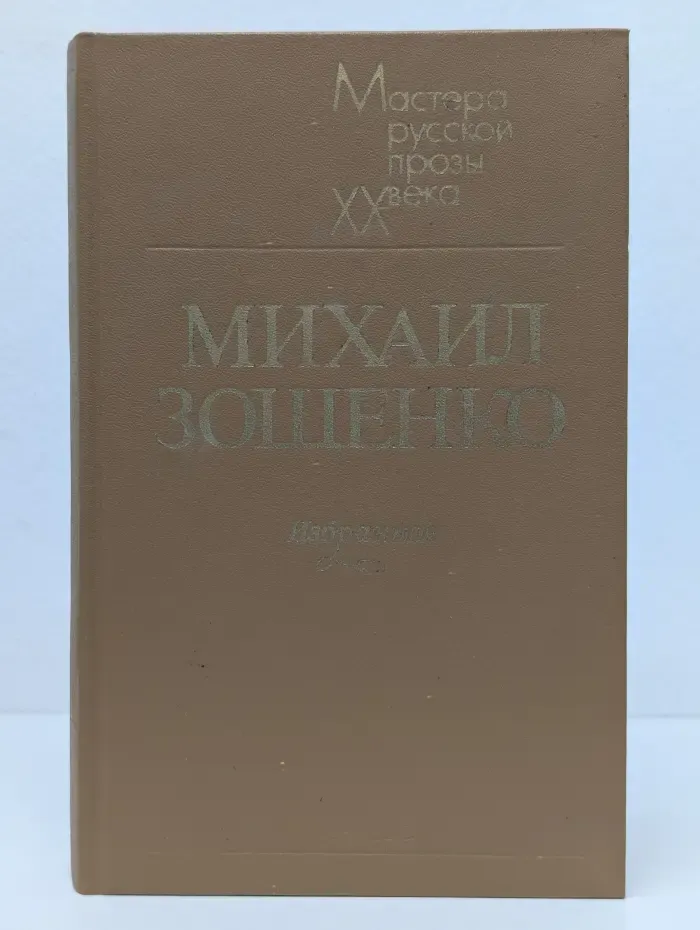 Мастера
русской
прозы
XX века
МИХАИЛ
ЗОЩЕНКО
Избранное